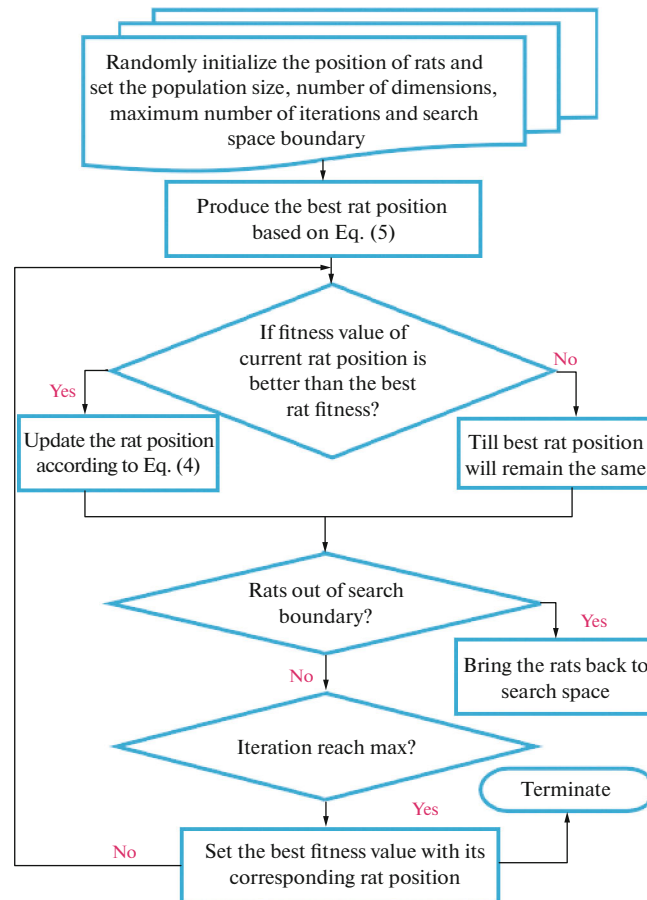 Randomly initialize the position of rats and
set the population size, number of dimensions,
maximum number of iterations and search
space boundary
Produce the best rat position
based on Eq. (5)
If fitness value of
current rat position is
better than the best
rat fitness?
Yes
No
Update the rat position
according to Eq. (4)
Till best rat position
will remain the same
Rats out of search
boundary?
Yes
Bring the rats back to
search space
No
Iteration reach max?
Terminate
Yes
No
Set the best fitness value with its
corresponding rat position